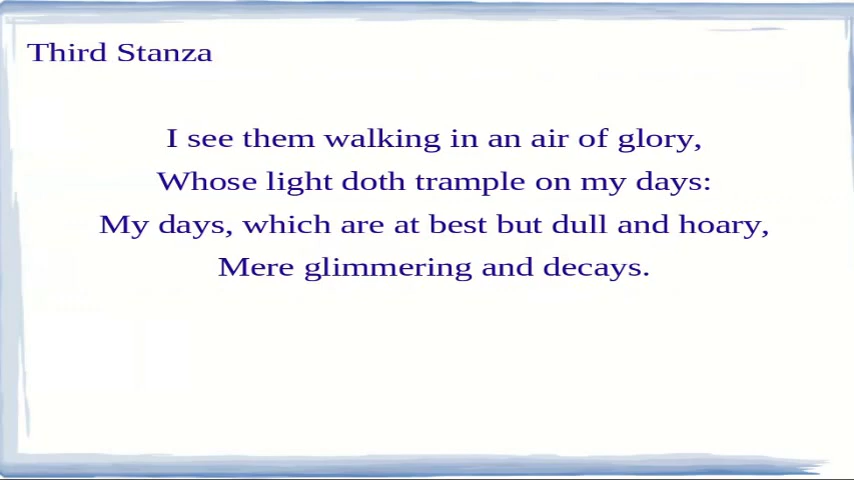 Third Stanza
I see them walking in an air of glory,
Whose light doth trample on my days:
My days, which are at best but dull and hoary,
Mere glimmering and decays.